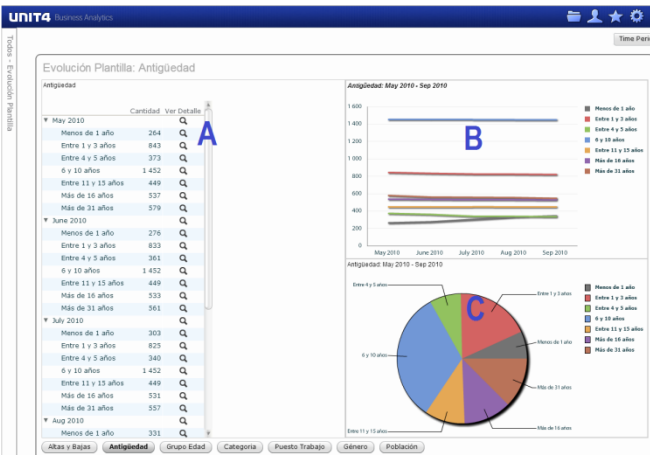 UNIT4 Business Analytics
Time Peri
Todos - Evolución Plantilla
Evolución Plantilla: Antigüedad
Antigüedad
Cantidad Ver Detalle
A
May 2010
Menos de 1 año 264
Entre 1 y 3 años 843
Entre 4 y 5 años 373
6 y 10 años 1 452
Entre 11 y 15 años 449
Más de 16 años 537
Más de 31 años 579
June 2010
Menos de 1 año 276
Entre 1 y 3 años 833
Entre 4 y 5 años 361
6 y 10 años 1 452
Entre 11 y 15 años 449
Más de 16 años 533
Más de 31 años 561
July 2010
Menos de 1 año 303
Entre 1 y 3 años 825
Entre 4 y 5 años 340
6 y 10 años 1 452
Entre 11 y 15 años 449
Más de 16 años 531
Más de 31 años 557
Aug 2010
Menos de 1 año 331
Antigüedad: May 2010 - Sep 2010
1 600
1 400
1 200
1 000
800
600
400
200
0
B
May 2010 June 2010 July 2010 Aug 2010 Sep 2010
Menos de 1 año
Entre 1 y 3 años
Entre 4 y 5 años
6 y 10 años
Entre 11 y 15 años
Más de 16 años
Más de 31 años
Antigüedad: May 2010 - Sep 2010
C
Entre 4 y 5 años
Entre 1 y 3 años
Menos de 1 año
6 y 10 años
Más de 31 años
Entre 11 y 15 años
Más de 16 años
Menos de 1 año
Entre 1 y 3 años
Entre 4 y 5 años
6 y 10 años
Entre 11 y 15 años
Más de 16 años
Más de 31 años
Altas y Bajas Antigüedad Grupo Edad Categoria Puesto Trabajo Género Población